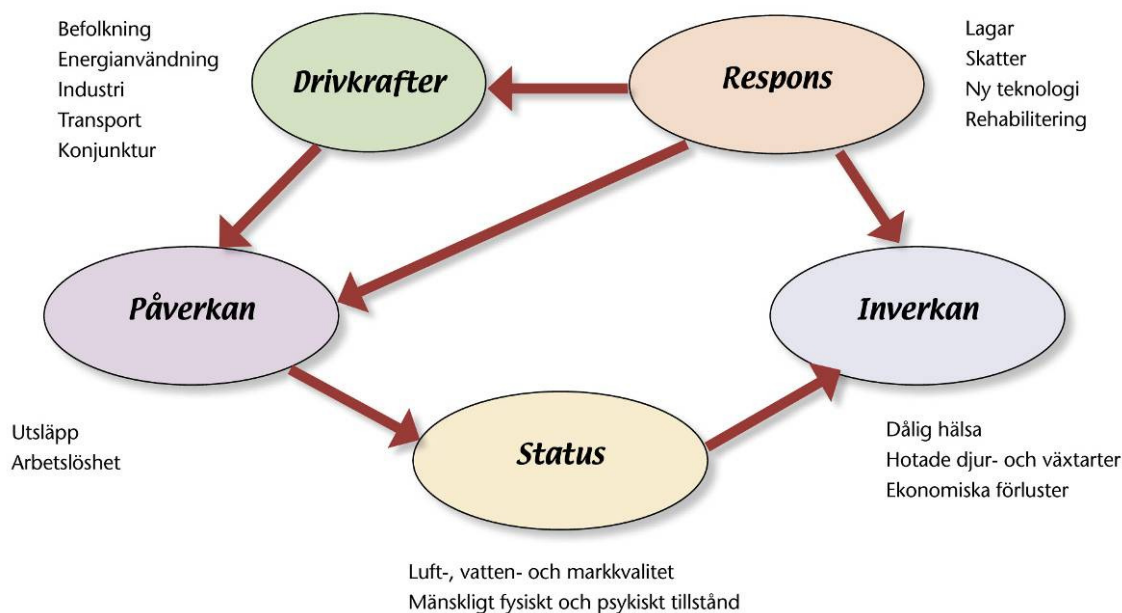 Befolkning
Energianvändning
Industri
Transport
Konjunktur
Drivkrafter
Respons
Lagar
Skatter
Ny teknologi
Rehabilitering
Påverkan
Inverkan
Utsläpp
Arbetslöshet
Status
Dålig hälsa
Hotade djur- och växtarter
Ekonomiska förluster
Luft-, vatten- och markkvalitet
Mänskligt fysiskt och psykiskt tillstånd